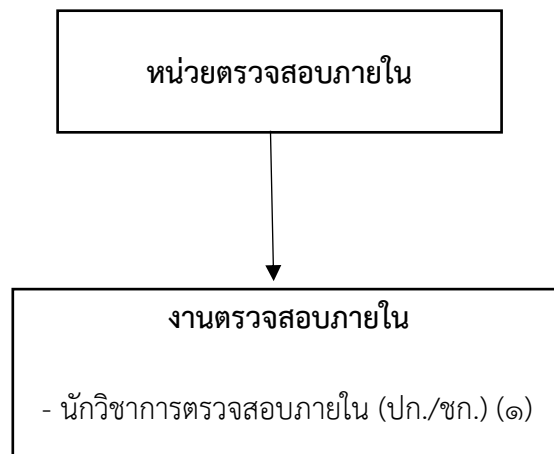 หน่วยตรวจสอบภายใน
งานตรวจสอบภายใน
- นักวิชาการตรวจสอบภายใน (ปก./ชก.) (๑)